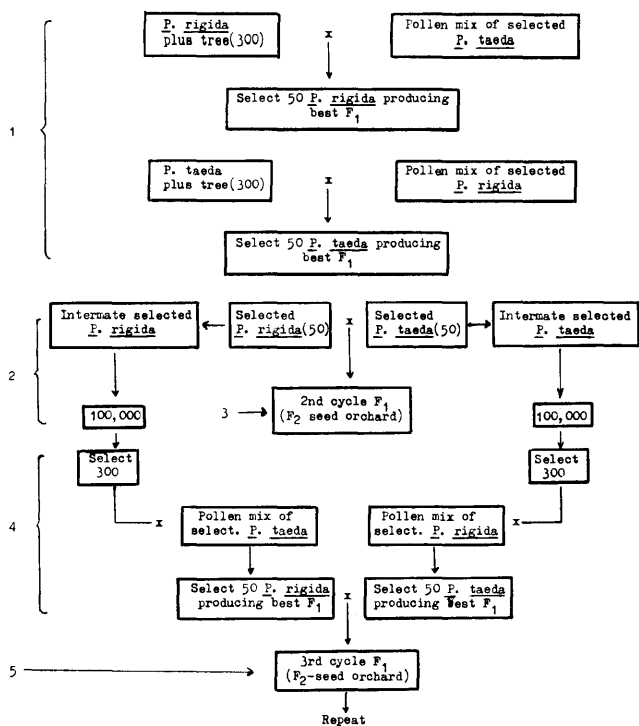 P. rigida
plus tree(300)
x
Pollen mix of selected
P. taeda
Select 50 P. rigida producing
best F1
1
P. taeda
plus tree(300)
x
Pollen mix of selected
P. rigida
Select 50 P. taeda producing
best F1
Intermate selected
P. rigida
Selected
P. rigida(50)
x
Selected
P. taeda(50)
Intermate selected
P. taeda
2
100,000
3
2nd cycle F1
(F2 seed orchard)
100,000
Select
300
Select
300
4
x
Pollen mix of
select. P. taeda
Pollen mix of
select. P. rigida
x
Select 50 P. rigida
producing best F1
x
Select 50 P. taeda
producing best F1
5
3rd cycle F1
(F2-seed orchard)
Repeat